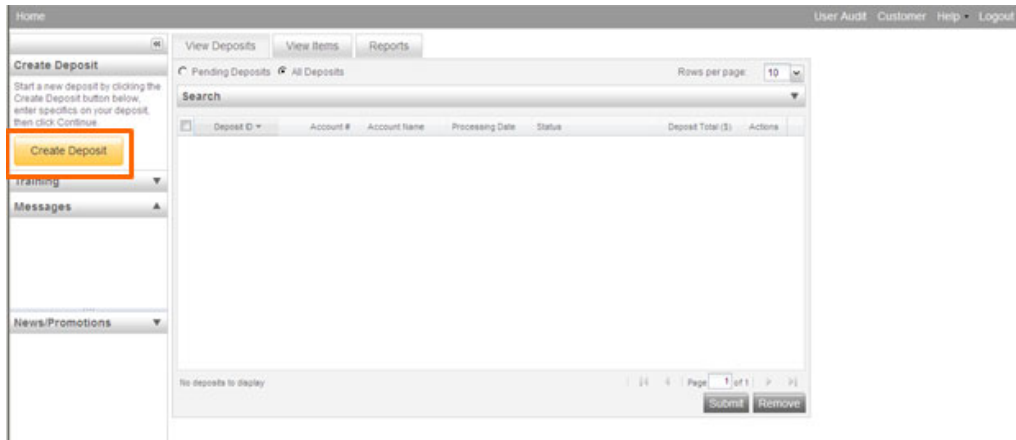 Home
User Audit Customer Help Logout
View Deposits View Items Reports
Create Deposit
Start a new deposit by clicking the
Create Deposit button below,
enter specifics on your deposit,
then click Continue.
Create Deposit
Training
Messages
News/Promotions
Pending Deposits All Deposits
Rows per page: 10
Search
Deposit ID Account # Account Name Processing Date Status Deposit Total ($) Actions
No deposits to display
Page 1 of 1
Submit Remove